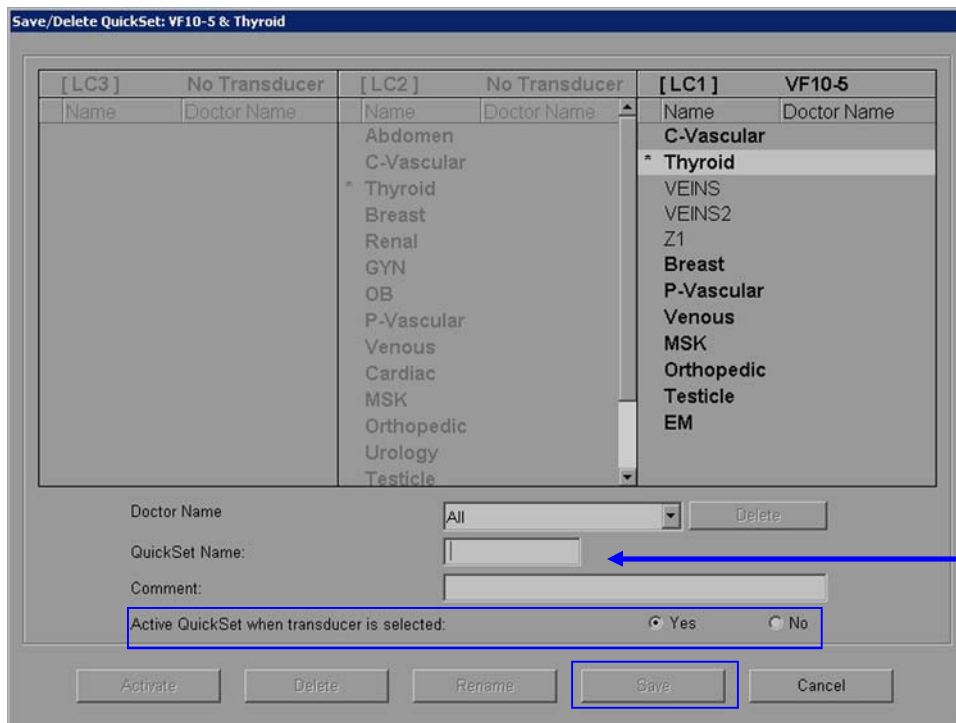 Save/Delete QuickSet: VF10-5 & Thyroid
[LC3] No Transducer [LC2] No Transducer [LC1] VF10-5
Name Doctor Name Name Doctor Name Name Doctor Name
Abdomen C-Vascular
C-Vascular * Thyroid
* Thyroid VEINS
Breast VEINS2
Renal Z1
GYN Breast
OB P-Vascular
P-Vascular Venous
Venous MSK
Cardiac Orthopedic
MSK Testicle
Orthopedic EM
Urology
Testicle
Doctor Name All Delete
QuickSet Name:
Comment:
Active QuickSet when transducer is selected: Yes No
Activate Delete Rename Save Cancel